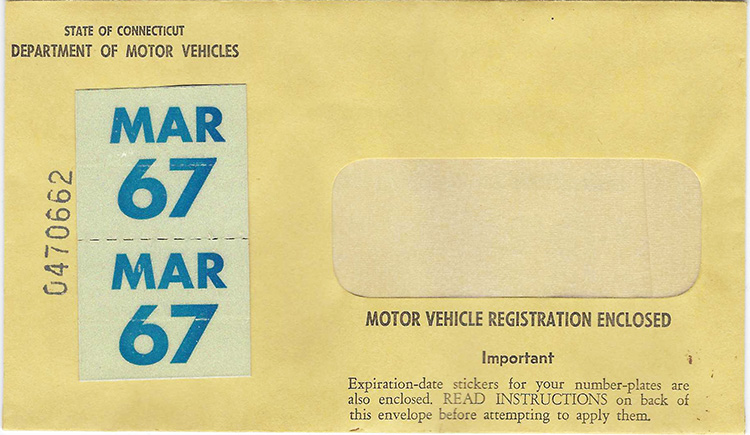 STATE OF CONNECTICUT
DEPARTMENT OF MOTOR VEHICLES
MAR
67
0470662
MAR
67
MOTOR VEHICLE REGISTRATION ENCLOSED
Important
Expiration-date stickers for your number-plates are
also enclosed. READ INSTRUCTIONS on back of
this envelope before attempting to apply them.